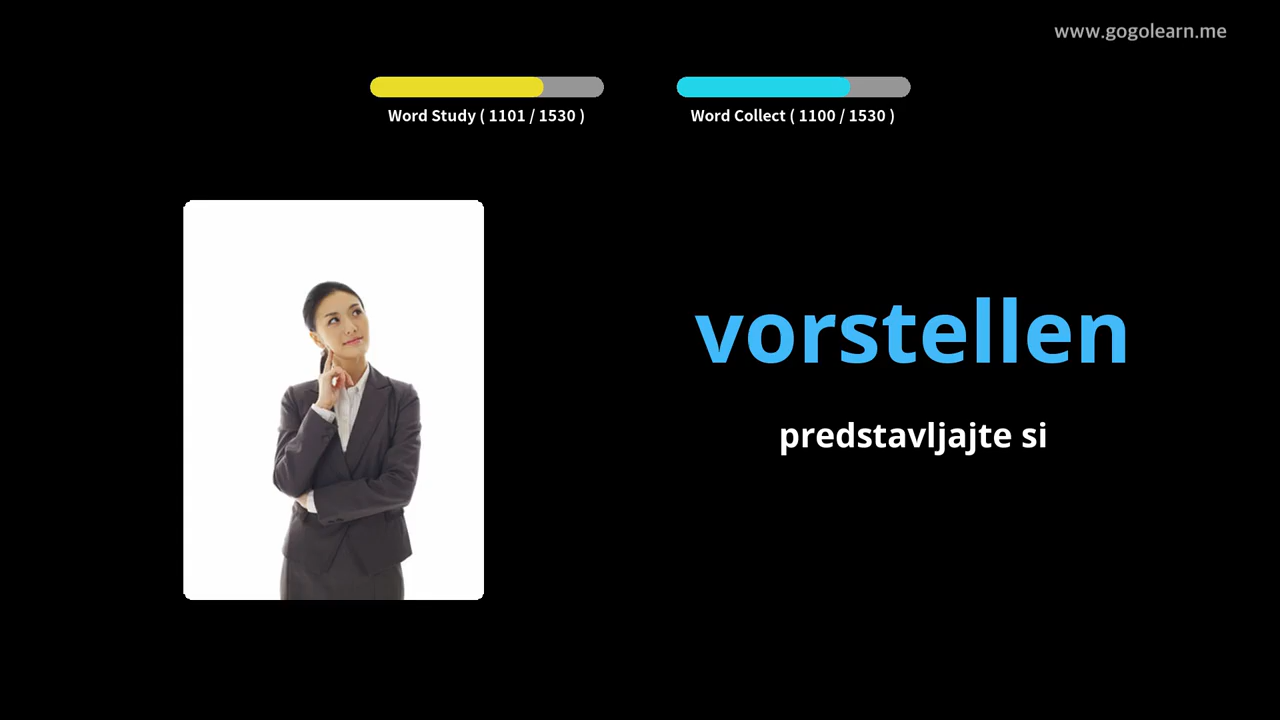 www.gogolearn.me
Word Study ( 1101 / 1530 )
Word Collect ( 1100 / 1530 )
vorstellen
predstavljajte si